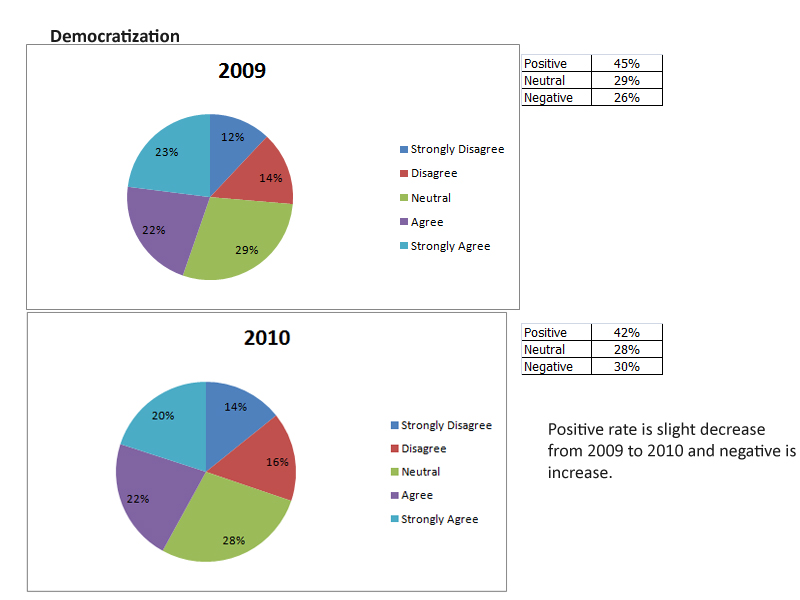 Democratization
2009
12%
14%
29%
22%
23%
Strongly Disagree
Disagree
Neutral
Agree
Strongly Agree
Positive 45%
Neutral 29%
Negative 26%
2010
14%
16%
28%
22%
20%
Strongly Disagree
Disagree
Neutral
Agree
Strongly Agree
Positive 42%
Neutral 28%
Negative 30%
Positive rate is slight decrease
from 2009 to 2010 and negative is
increase.